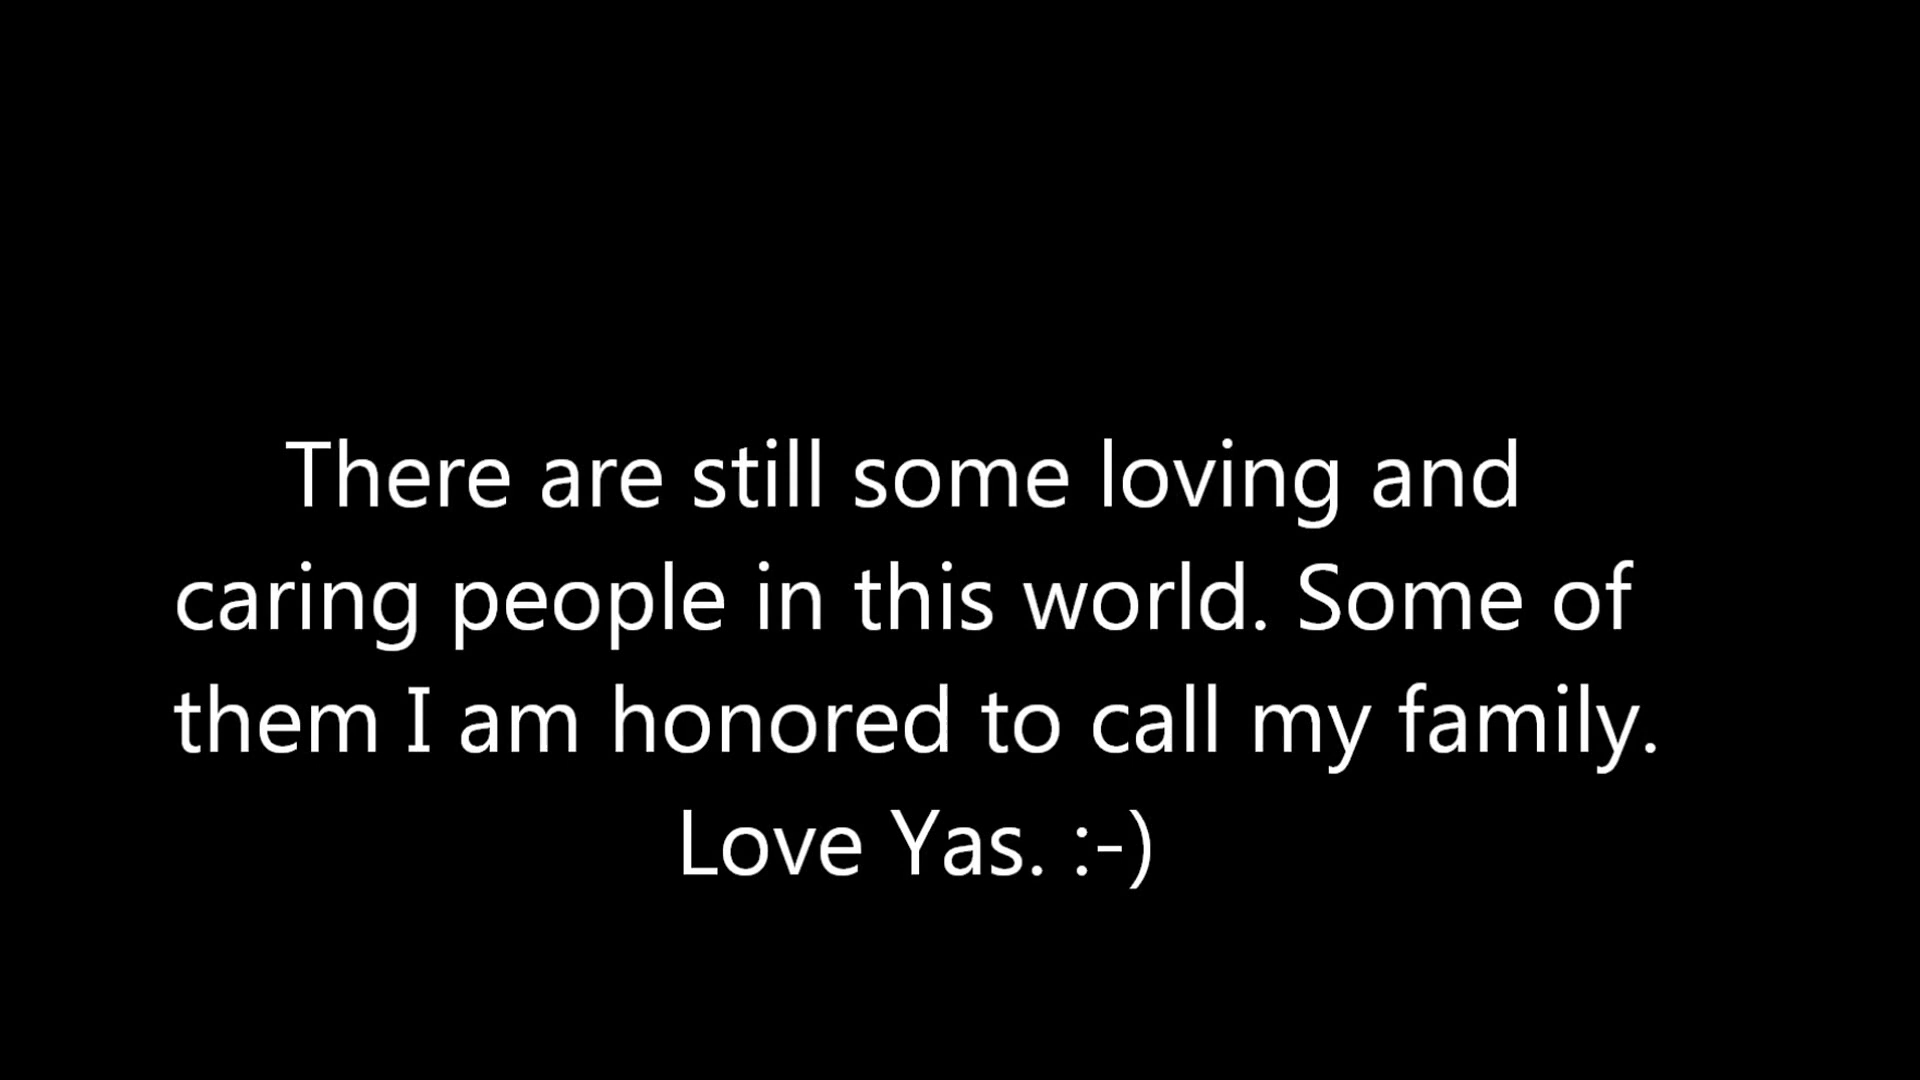 There are still some loving and
caring people in this world. Some of
them I am honored to call my family.
Love Yas. :-)